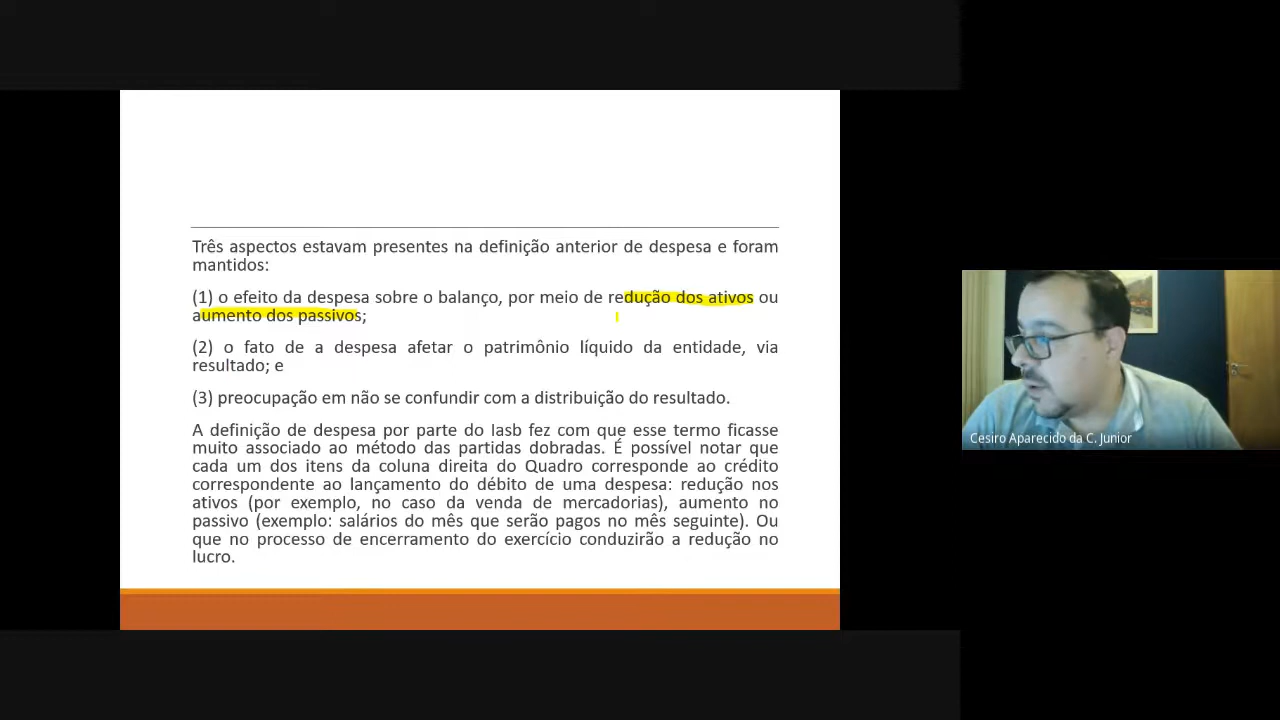 Três aspectos estavam presentes na definição anterior de despesa e foram
mantidos:
(1) o efeito da despesa sobre o balanço, por meio de redução dos ativos ou
aumento dos passivos;
(2) o fato de a despesa afetar o patrimônio líquido da entidade, via
resultado; e
(3) preocupação em não se confundir com a distribuição do resultado.
A definição de despesa por parte do Iasb fez com que esse termo ficasse
muito associado ao método das partidas dobradas. É possível notar que
cada um dos itens da coluna direita do Quadro corresponde ao crédito
correspondente ao lançamento do débito de uma despesa: redução nos
ativos (por exemplo, no caso da venda de mercadorias), aumento no
passivo (exemplo: salários do mês que serão pagos no mês seguinte). Ou
que no processo de encerramento do exercício conduzirão a redução no
lucro.
Cesiro Aparecido da C. Junior